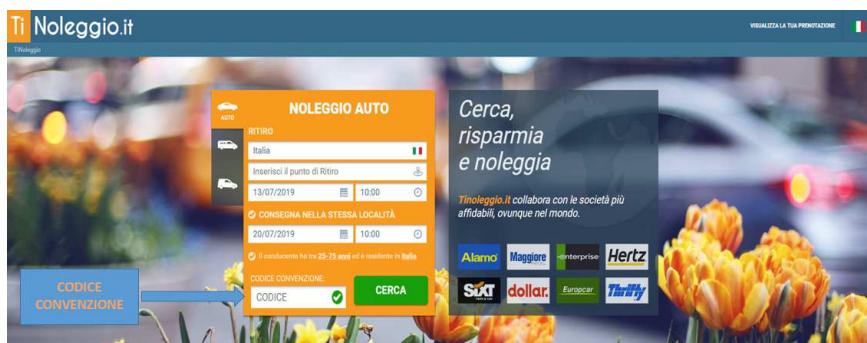 Ti Noleggio.it
VISUALIZZA LA TUA PRENOTAZIONE
TiNoleggio
AUTO
NOLEGGIO AUTO
RITIRO
Italia
Inserisci il punto di Ritiro
13/07/2019 10:00
CONSEGNA NELLA STESSA LOCALITÀ
20/07/2019 10:00
Il conducente ha tra 25-75 anni ed è residente in Italia
CODICE CONVENZIONE:
CODICE
CERCA
Cerca,
risparmia
e noleggia
Tinoleggio.it collabora con le società più
affidabili, ovunque nel mondo.
Alamo Maggiore enterprise Hertz
SIXT dollar. Europcar Thrifty
CODICE
CONVENZIONE